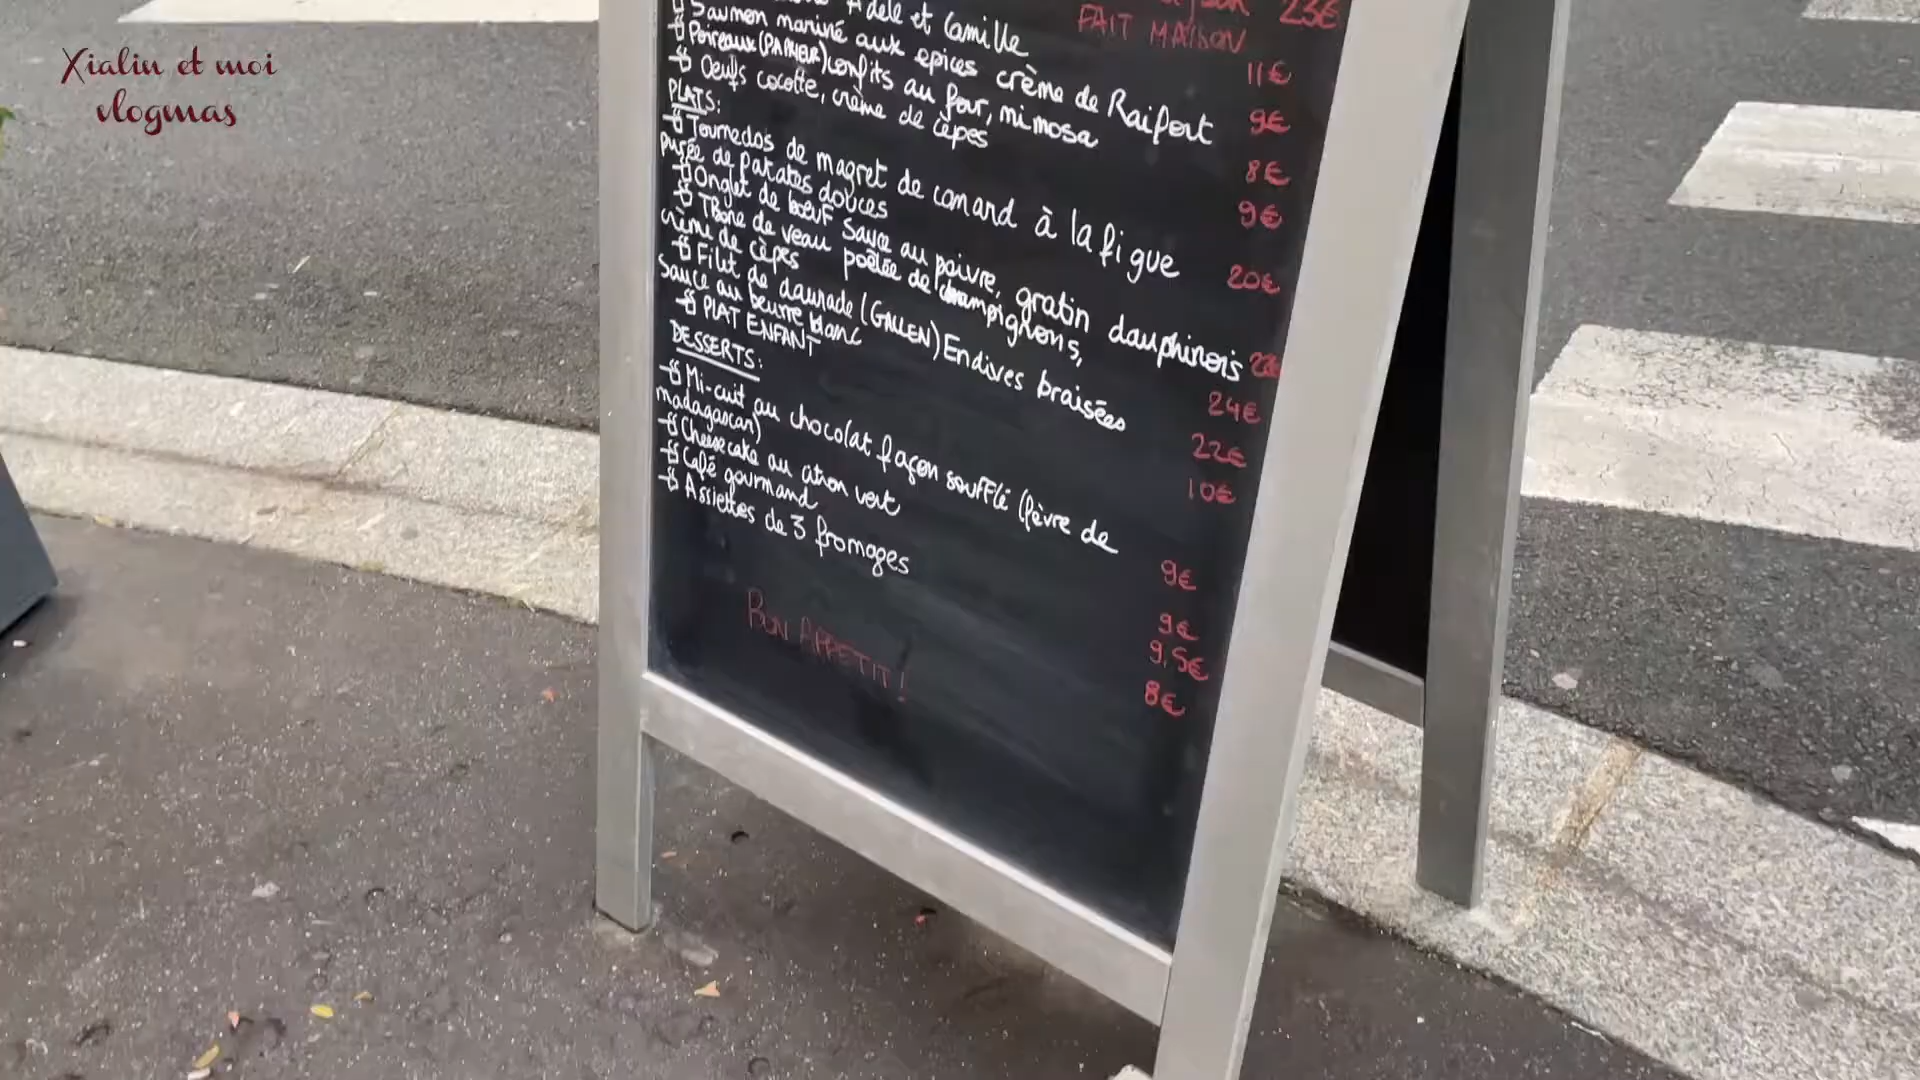 Xialin et moi
vlogmas
23€
FAIT MAISON
Adèle et Camille 11€
Saumon mariné aux epices crème de Raifort 9€
Poireaux (PANIER) confits au four, mimosa 8€
Oeufs cocotte, crème de cèpes 9€
PLATS:
Tournedos de magret de canard à la figue 20€
purée de patates douces
Onglet de bœuf Sauce au poivre, gratin dauphinois
TBone de veau poêlée de champignons, 24€
crème de cèpes
Filet de daurade (GALLEN) Endives braisées 22€
Sauce au beurre blanc
PLAT ENFANT 10€
DESSERTS:
Mi-cuit au chocolat façon soufflé (fèvre de 9€
madagascar)
Cheesecake au citron vert 9€
Café gourmand 9,5€
Assiettes de 3 fromages 8€
BON APPETIT!